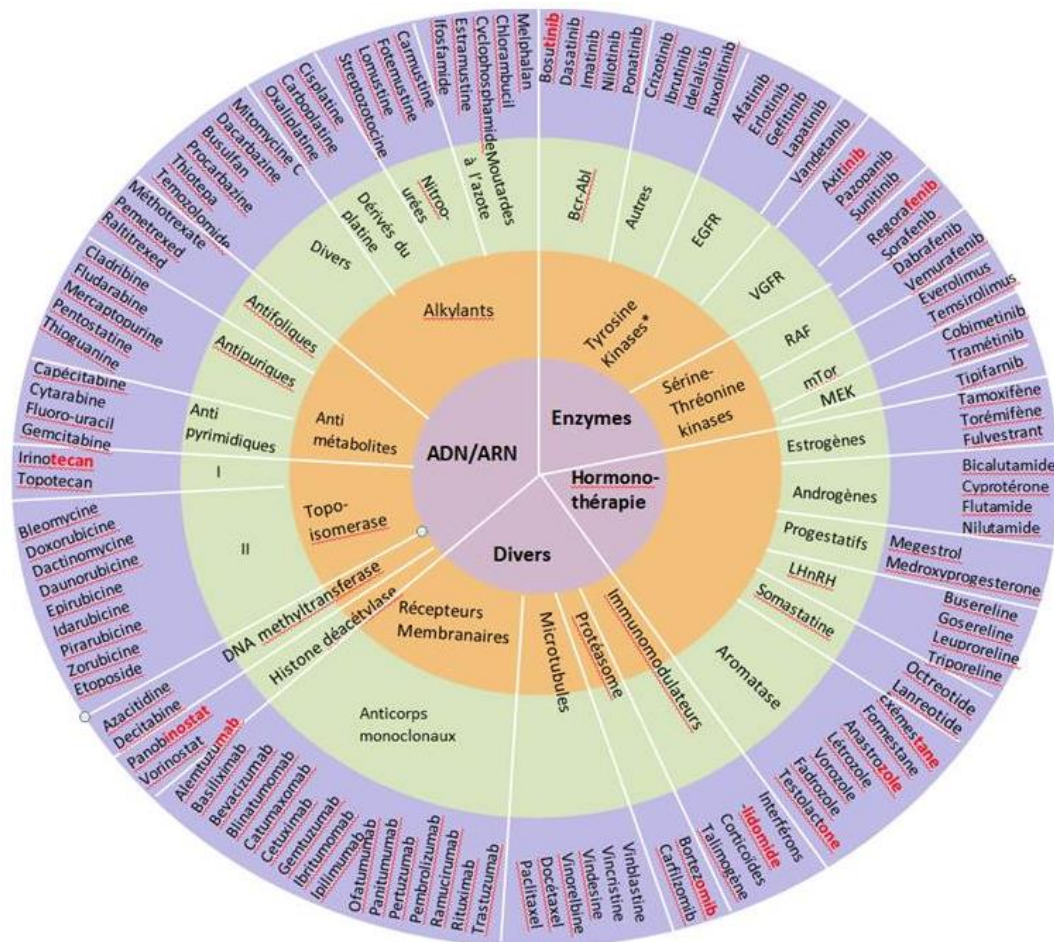 ADN/ARN
Enzymes
Hormono-
thérapie
Divers
Alkylants
Tyrosine
Kinases*
Sérine-
Thréonine
kinases
Anti
métabolites
Topo-
isomerase
DNA methyltransferase
Histone déacétylase
Récepteurs
Membranaires
Microtubules
Protéasome
Immunomodulateurs
Moutardes
à l'azote
Nitroo-
urées
Dérivés du
platine
Divers
Antifoliques
Antipuriques
Anti
pyrimidiques
I
II
Anticorps
monoclonaux
Bcr-Abl
Autres
EGFR
VGFR
RAF
mTor
MEK
Estrogènes
Androgènes
Progestatifs
LHnRH
Somastatine
Aromatase
Bosutinib
Dasatinib
Imatinib
Nilotinib
Ponatinib
Crizotinib
Ibrutinib
Idelalisib
Ruxolitinib
Afatinib
Erlotinib
Gefitinib
Lapatinib
Vandetanib
Axitinib
Pazopanib
Sunitinib
Regorafenib
Sorafenib
Dabrafenib
Vemurafenib
Everolimus
Temsirolimus
Cobimetinib
Tramétinib
Tipifarnib
Tamoxifène
Torémifène
Fulvestrant
Bicalutamide
Cyprotérone
Flutamide
Nilutamide
Megestrol
Medroxyprogesterone
Busereline
Gosereline
Leuproreline
Triporeline
Octreotide
Lanreotide
exémestane
Formestane
Anastrozole
Létrozole
Vorozole
Fadrozole
Testolactone
Interférons
-lidomide
Corticoïdes
Talimogène
Bortezomib
Carfilzomib
Vinblastine
Vincristine
Vindesine
Vinorelbine
Docétaxel
Paclitaxel
Trastuzumab
Rituximab
Ramucirumab
Pembrolizumab
Pertuzumab
Panitumumab
Ofatumumab
Ipilimumab
Ibritumomab
Gemtuzumab
Cetuximab
Catumaxomab
Blinatumomab
Bevacizumab
Basiliximab
Alemtuzumab
Vorinostat
Panobinostat
Decitabine
Azacitidine
Etoposide
Zorubicine
Pirarubicine
Idarubicine
Epirubicine
Daunorubicine
Dactinomycine
Doxorubicine
Bleomycine
Topotecan
Irinotecan
Gemcitabine
Fluoro-uracil
Cytarabine
Capécitabine
Thioguanine
Pentostatine
Mercaptopurine
Fludarabine
Cladribine
Raltitrexed
Pemetrexed
Methotrexate
Temozolomide
Thiotepa
Procarbazine
Busulfan
Dacarbazine
Mitomycine C
Oxaliplatine
Carboplatine
Cisplatine
Streptozotocine
Lomustine
Fotemustine
Carmustine
Ifosfamide
Estramustine
Cyclophosphamide
Chlorambucil
Melphalan